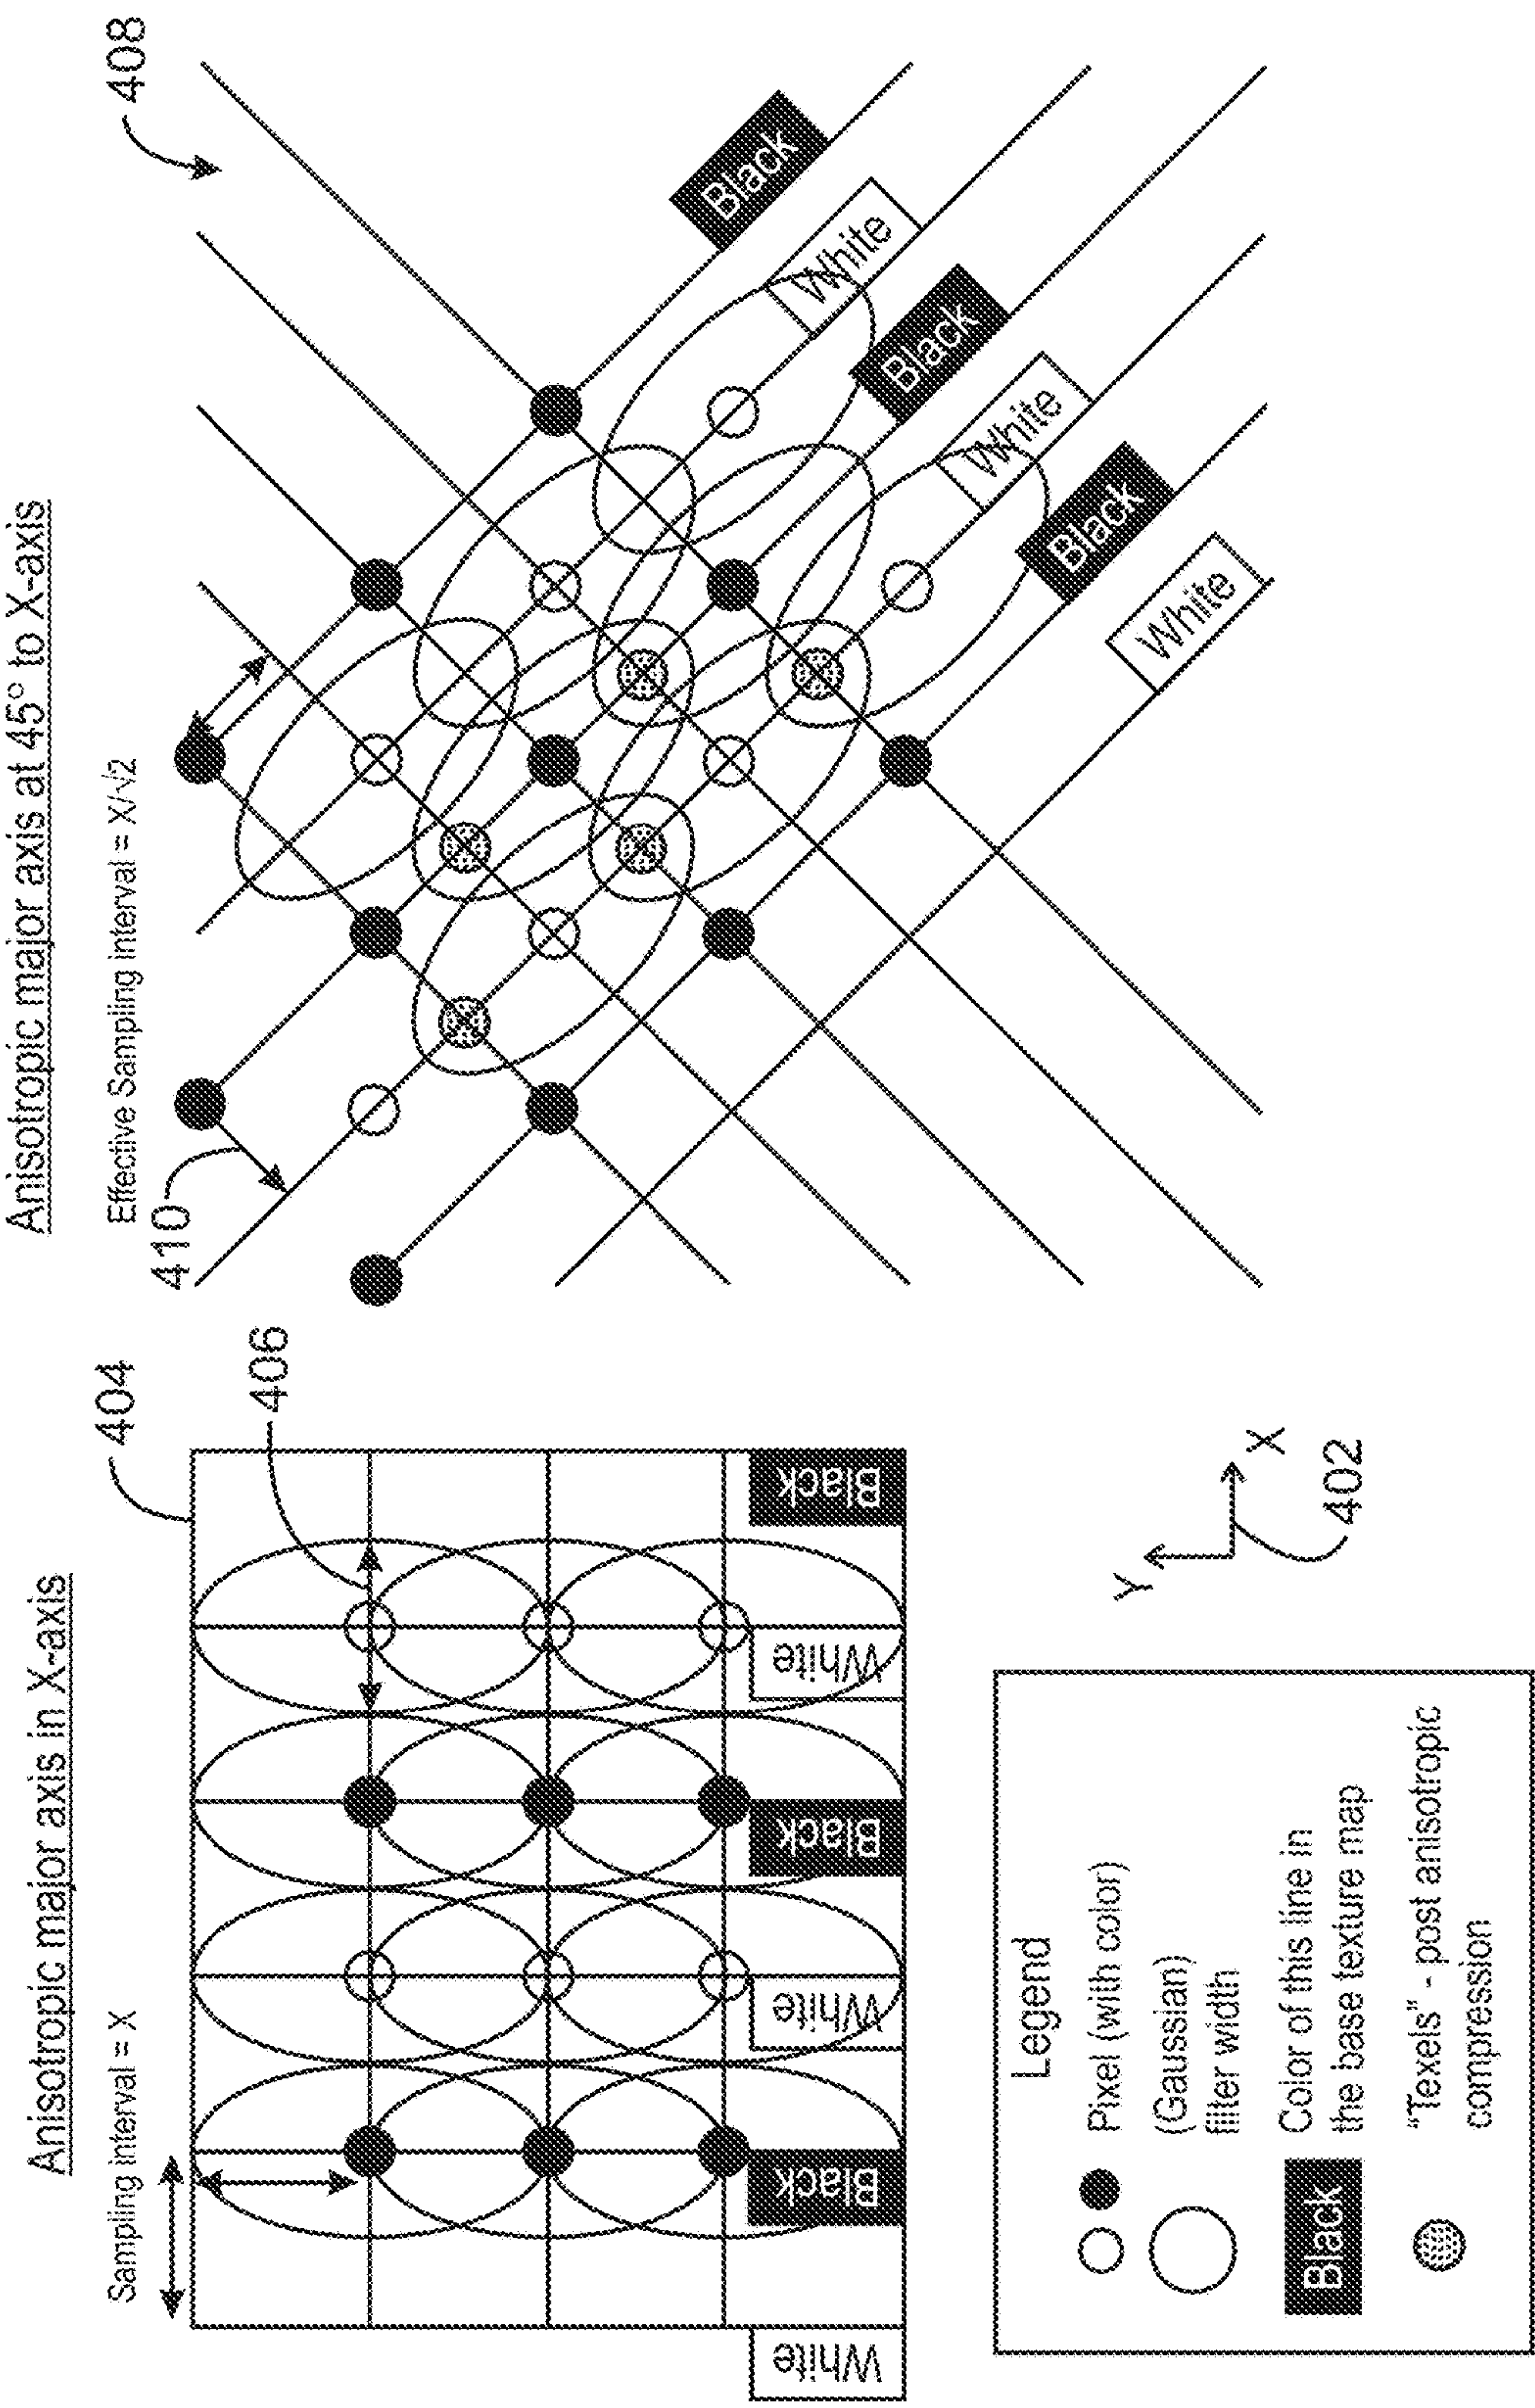 Anisotropic major axis in X-axis
Sampling interval = X
404
406
White
Black
White
Black
White
Black
Anisotropic major axis at 45° to X-axis
Effective Sampling interval = X/√2
410
408
Black
White
Black
White
Black
White
Y
X
402
Legend
Pixel (with color)
(Gaussian)
filter width
Black
Color of this line in
the base texture map
"Texels" - post anisotropic
compression